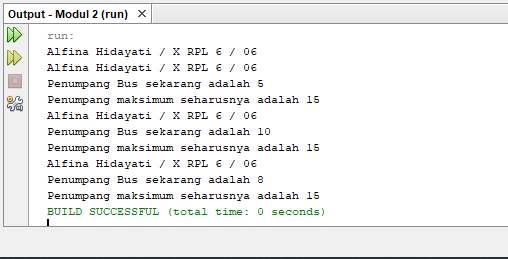 Output - Modul 2 (run) ×
run:
Alfina Hidayati / X RPL 6 / 06
Alfina Hidayati / X RPL 6 / 06
Penumpang Bus sekarang adalah 5
Penumpang maksimum seharusnya adalah 15
Alfina Hidayati / X RPL 6 / 06
Penumpang Bus sekarang adalah 10
Penumpang maksimum seharusnya adalah 15
Alfina Hidayati / X RPL 6 / 06
Penumpang Bus sekarang adalah 8
Penumpang maksimum seharusnya adalah 15
BUILD SUCCESSFUL (total time: 0 seconds)